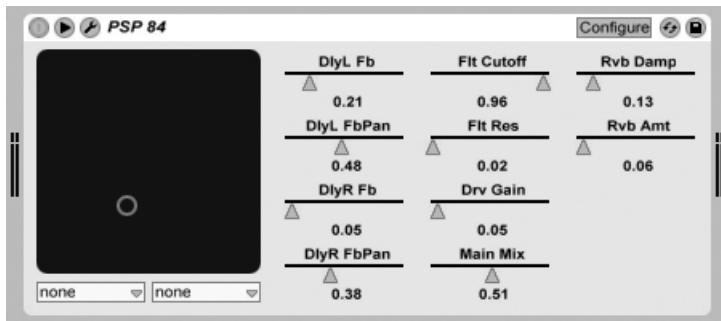 PSP 84 Configure
DlyL Fb Flt Cutoff Rvb Damp
0.21 0.96 0.13
DlyL FbPan Flt Res Rvb Amt
0.48 0.02 0.06
DlyR Fb Drv Gain
0.05 0.05
DlyR FbPan Main Mix
0.38 0.51
none none